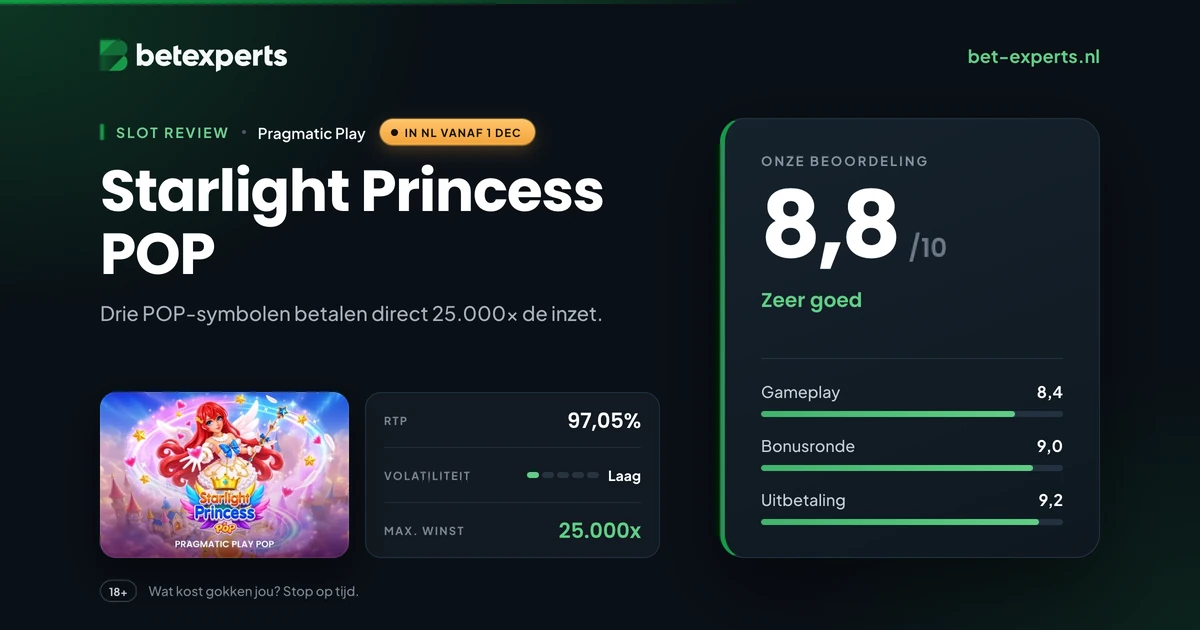 betexperts
bet-experts.nl
SLOT REVIEW • Pragmatic Play • IN NL VANAF 1 DEC
Starlight Princess
POP
Drie POP-symbolen betalen direct 25.000× de inzet.
Starlight
Princess
POP
PRAGMATIC PLAY POP
RTP 97,05%
VOLATILITEIT Laag
MAX. WINST 25.000x
ONZE BEOORDELING
8,8 /10
Zeer goed
Gameplay 8,4
Bonusronde 9,0
Uitbetaling 9,2
18+ Wat kost gokken jou? Stop op tijd.